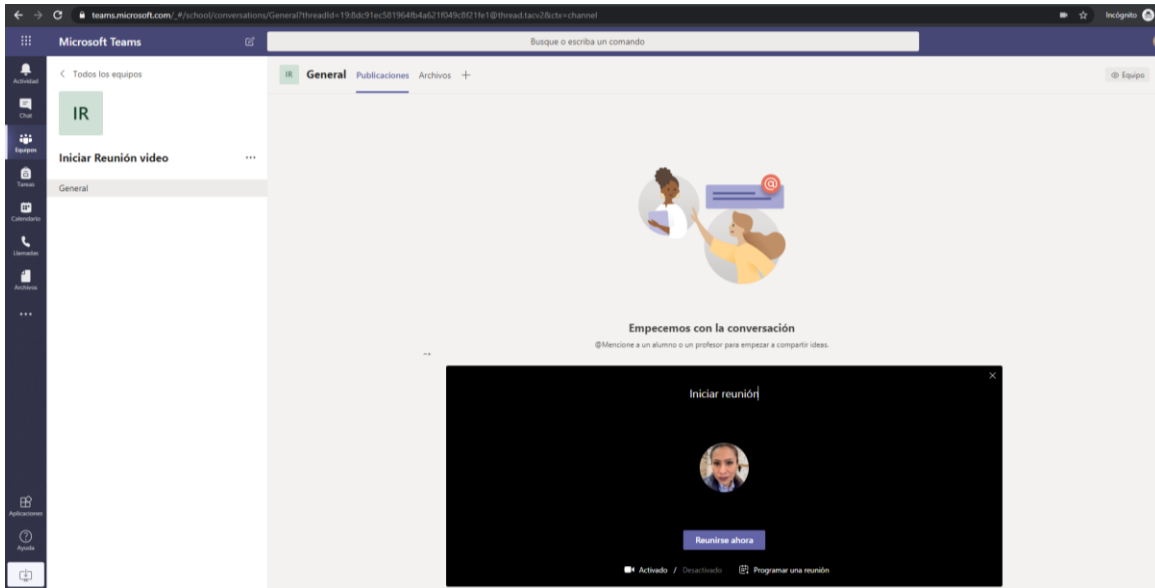 teams.microsoft.com/_#/school/conversations/General?threadId=19:8dc91ec581964fb4a621f049c8f21fe1@thread.tacv2&ctx=channel
Incógnito
Microsoft Teams
Busque o escriba un comando
Actividad
Chat
Equipos
Tareas
Calendario
Llamadas
Archivos
Aplicaciones
Ayuda
Todos los equipos
IR
Iniciar Reunión video
General
IR General Publicaciones Archivos +
Equipo
@
Empecemos con la conversación
@Mencione a un alumno o un profesor para empezar a compartir ideas.
Iniciar reunión
Reunirse ahora
Activado / Desactivado Programar una reunión